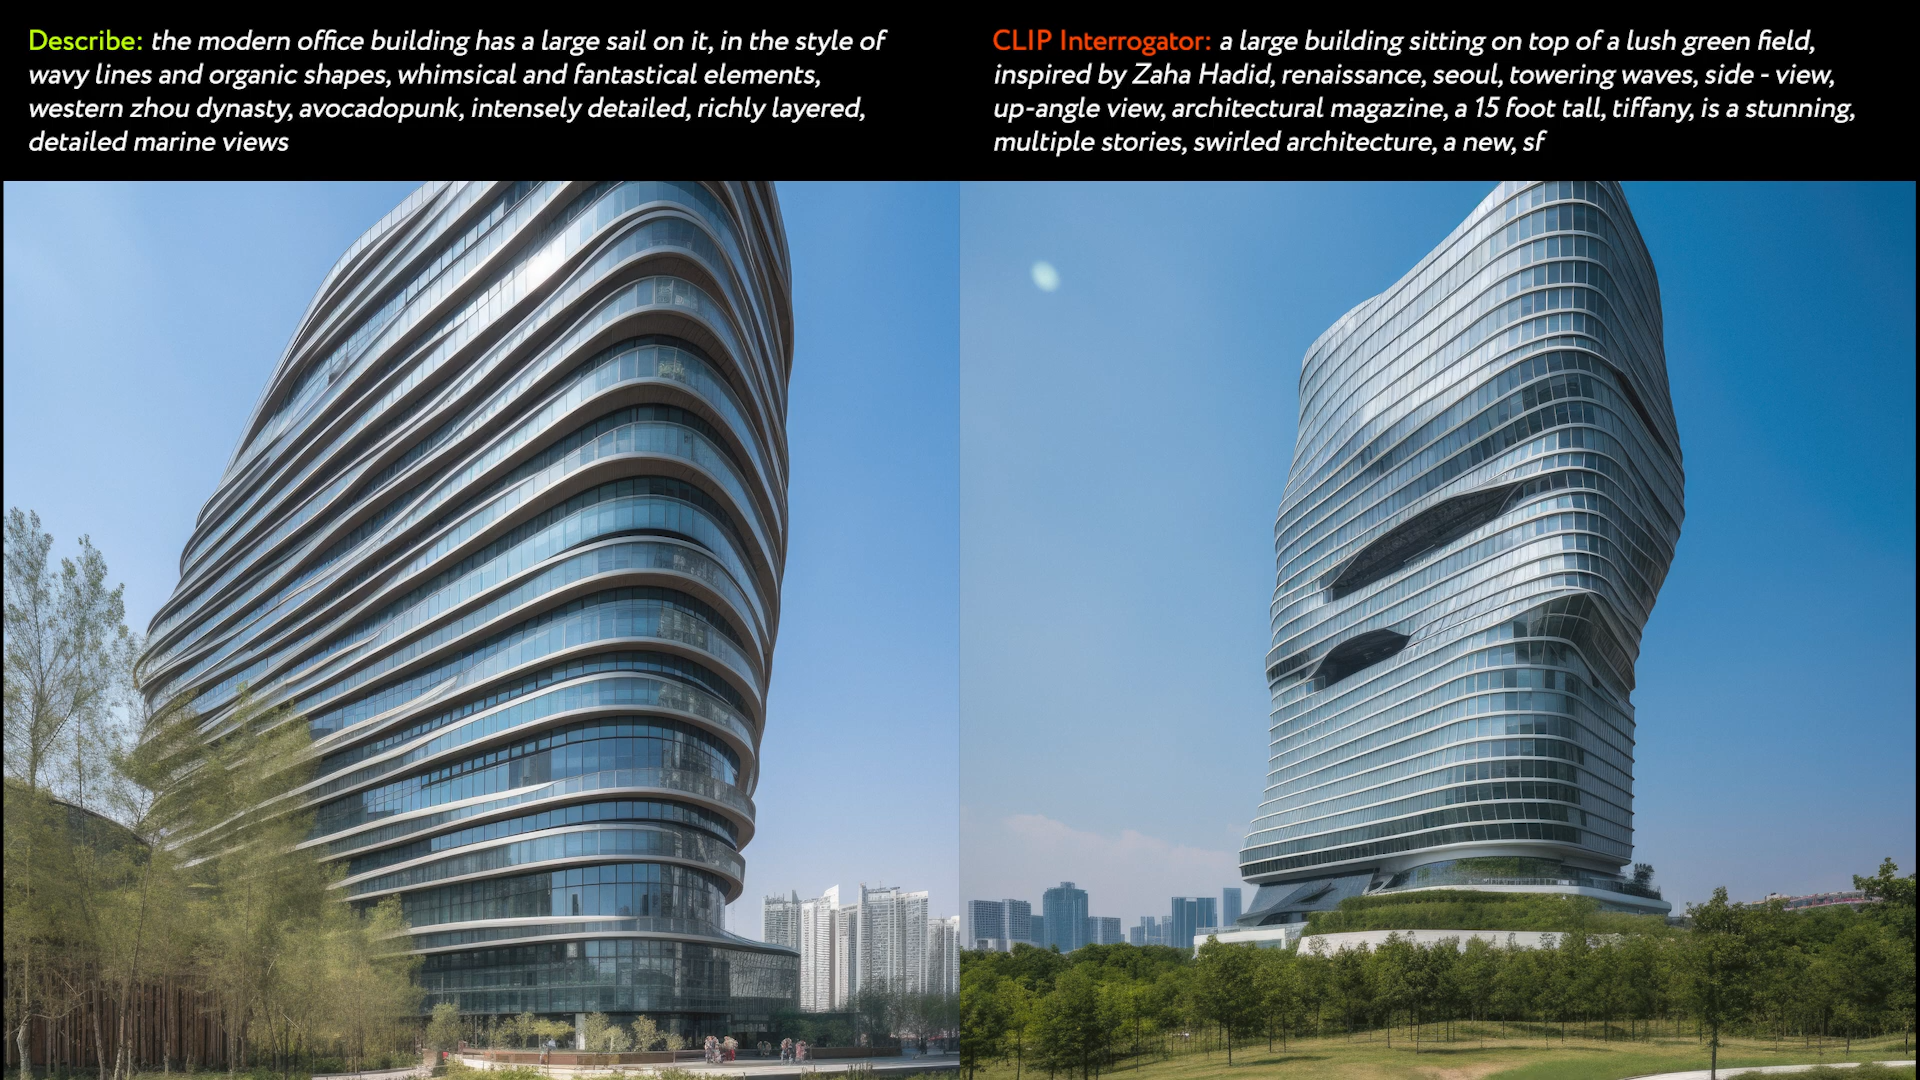 Describe: the modern office building has a large sail on it, in the style of
wavy lines and organic shapes, whimsical and fantastical elements,
western zhou dynasty, avocadopunk, intensely detailed, richly layered,
detailed marine views
CLIP Interrogator: a large building sitting on top of a lush green field,
inspired by Zaha Hadid, renaissance, seoul, towering waves, side - view,
up-angle view, architectural magazine, a 15 foot tall, tiffany, is a stunning,
multiple stories, swirled architecture, a new, sf